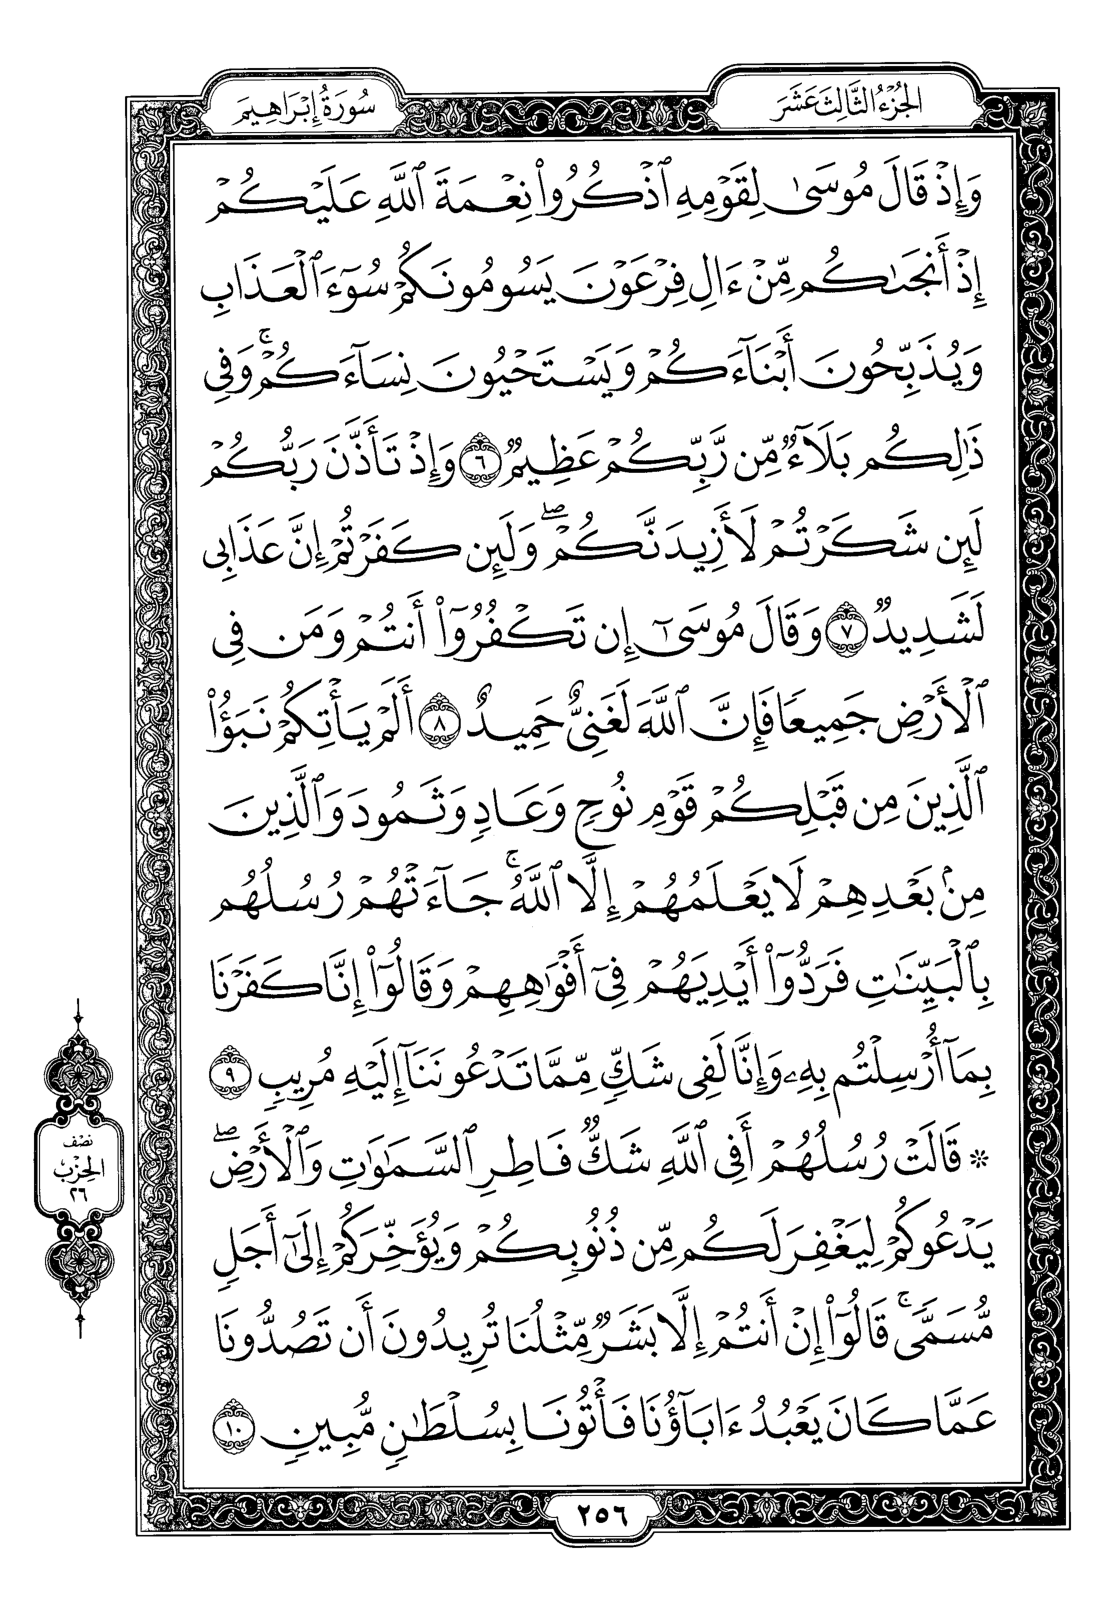 الجُزْءُ الثَّالِثَ عَشَرَ
سُورَةُ إِبْرَاهِيمَ
وَإِذْ قَالَ مُوسَىٰ لِقَوْمِهِ ٱذْكُرُواْ نِعْمَةَ ٱللَّهِ عَلَيْكُمْ
إِذْ أَنجَىٰكُم مِّنْ ءَالِ فِرْعَوْنَ يَسُومُونَكُمْ سُوٓءَ ٱلْعَذَابِ
وَيُذَبِّحُونَ أَبْنَآءَكُمْ وَيَسْتَحْيُونَ نِسَآءَكُمْۚ وَفِى
ذَٰلِكُم بَلَآءٌ مِّن رَّبِّكُمْ عَظِيمٌ ٦ وَإِذْ تَأَذَّنَ رَبُّكُمْ
لَئِن شَكَرْتُمْ لَأَزِيدَنَّكُمْۖ وَلَئِن كَفَرْتُمْ إِنَّ عَذَابِى
لَشَدِيدٌ ٧ وَقَالَ مُوسَىٰٓ إِن تَكْفُرُوٓاْ أَنتُمْ وَمَن فِى
ٱلْأَرْضِ جَمِيعًا فَإِنَّ ٱللَّهَ لَغَنِىٌّ حَمِيدٌ ٨ أَلَمْ يَأْتِكُمْ نَبَؤُاْ
ٱلَّذِينَ مِن قَبْلِكُمْ قَوْمِ نُوحٍ وَعَادٍ وَثَمُودَ وَٱلَّذِينَ
مِنۢ بَعْدِهِمْ لَا يَعْلَمُهُمْ إِلَّا ٱللَّهُۚ جَآءَتْهُمْ رُسُلُهُم
بِٱلْبَيِّنَٰتِ فَرَدُّوٓاْ أَيْدِيَهُمْ فِىٓ أَفْوَٰهِهِمْ وَقَالُوٓاْ إِنَّا كَفَرْنَا
بِمَآ أُرْسِلْتُم بِهِۦ وَإِنَّا لَفِى شَكٍّ مِّمَّا تَدْعُونَنَآ إِلَيْهِ مُرِيبٍ ٩
۞ قَالَتْ رُسُلُهُمْ أَفِى ٱللَّهِ شَكٌّ فَاطِرِ ٱلسَّمَٰوَٰتِ وَٱلْأَرْضِۖ
يَدْعُوكُمْ لِيَغْفِرَ لَكُم مِّن ذُنُوبِكُمْ وَيُؤَخِّرَكُمْ إِلَىٰٓ أَجَلٍ
مُّسَمًّىۚ قَالُوٓاْ إِنْ أَنتُمْ إِلَّا بَشَرٌ مِّثْلُنَا تُرِيدُونَ أَن تَصُدُّونَا
عَمَّا كَانَ يَعْبُدُ ءَابَآؤُنَا فَأْتُونَا بِسُلْطَٰنٍ مُّبِينٍ ١٠
نصف
الحِزْب
٢٦
٢٥٦